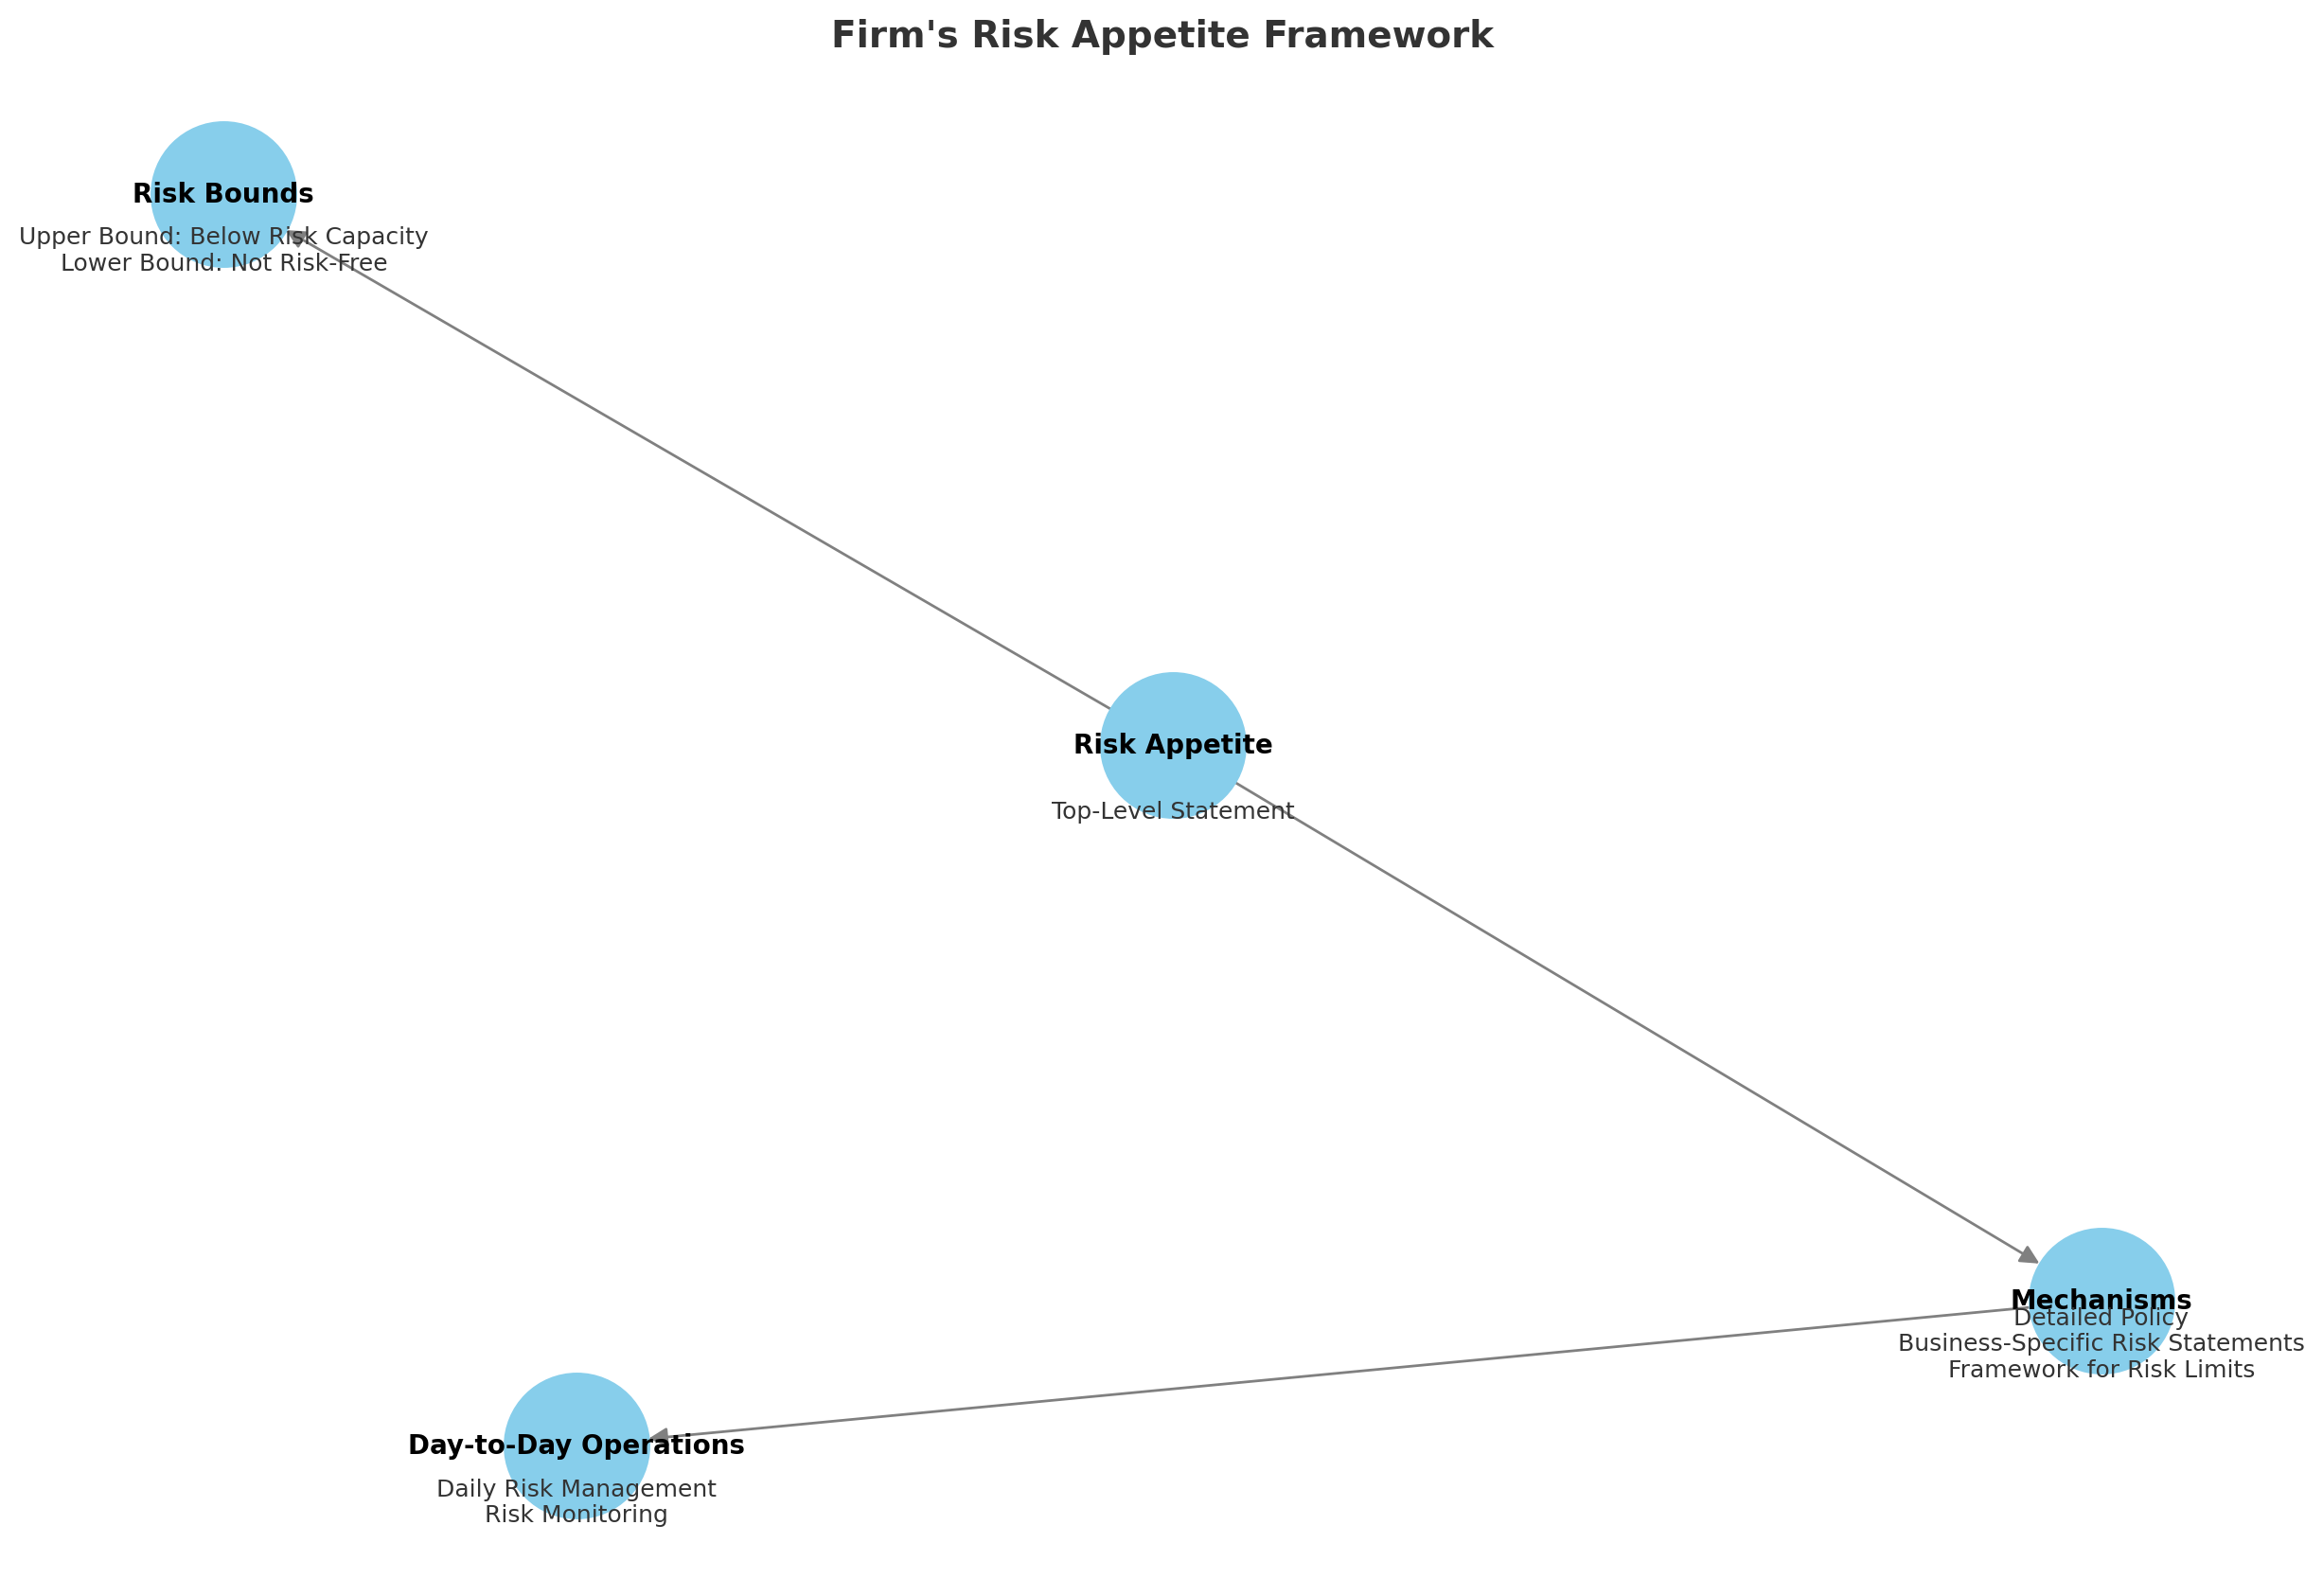 Firm's Risk Appetite Framework
Risk Bounds
Upper Bound: Below Risk Capacity
Lower Bound: Not Risk-Free
Risk Appetite
Top-Level Statement
Mechanisms
Detailed Policy
Business-Specific Risk Statements
Framework for Risk Limits
Day-to-Day Operations
Daily Risk Management
Risk Monitoring